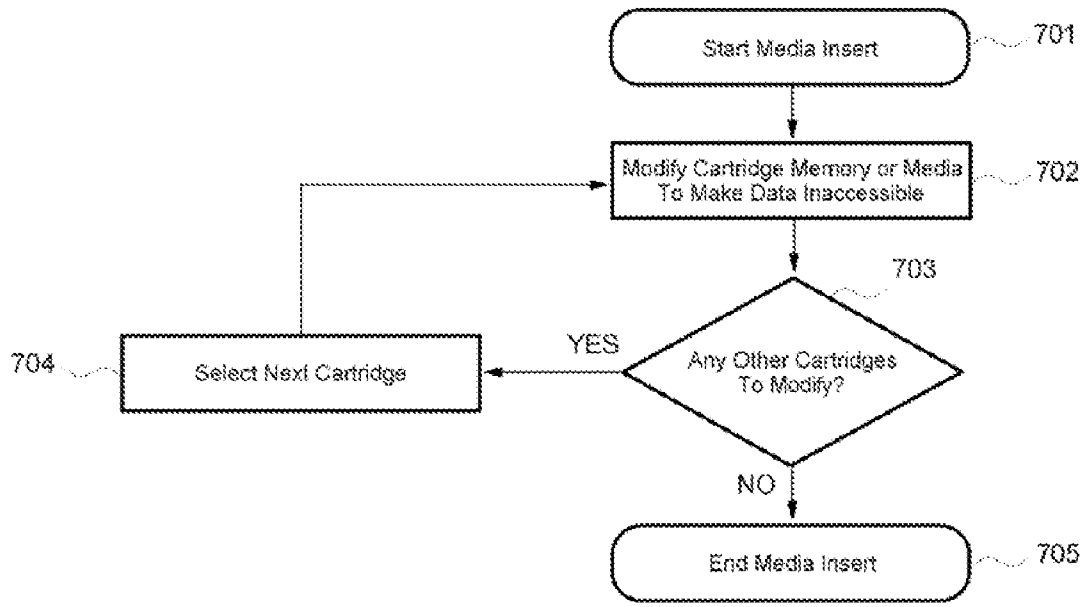 Start Media Insert
701
Modify Cartridge Memory or Media
To Make Data Inaccessible
702
703
Any Other Cartridges
To Modify?
YES
704
Select Next Cartridge
NO
End Media Insert
705